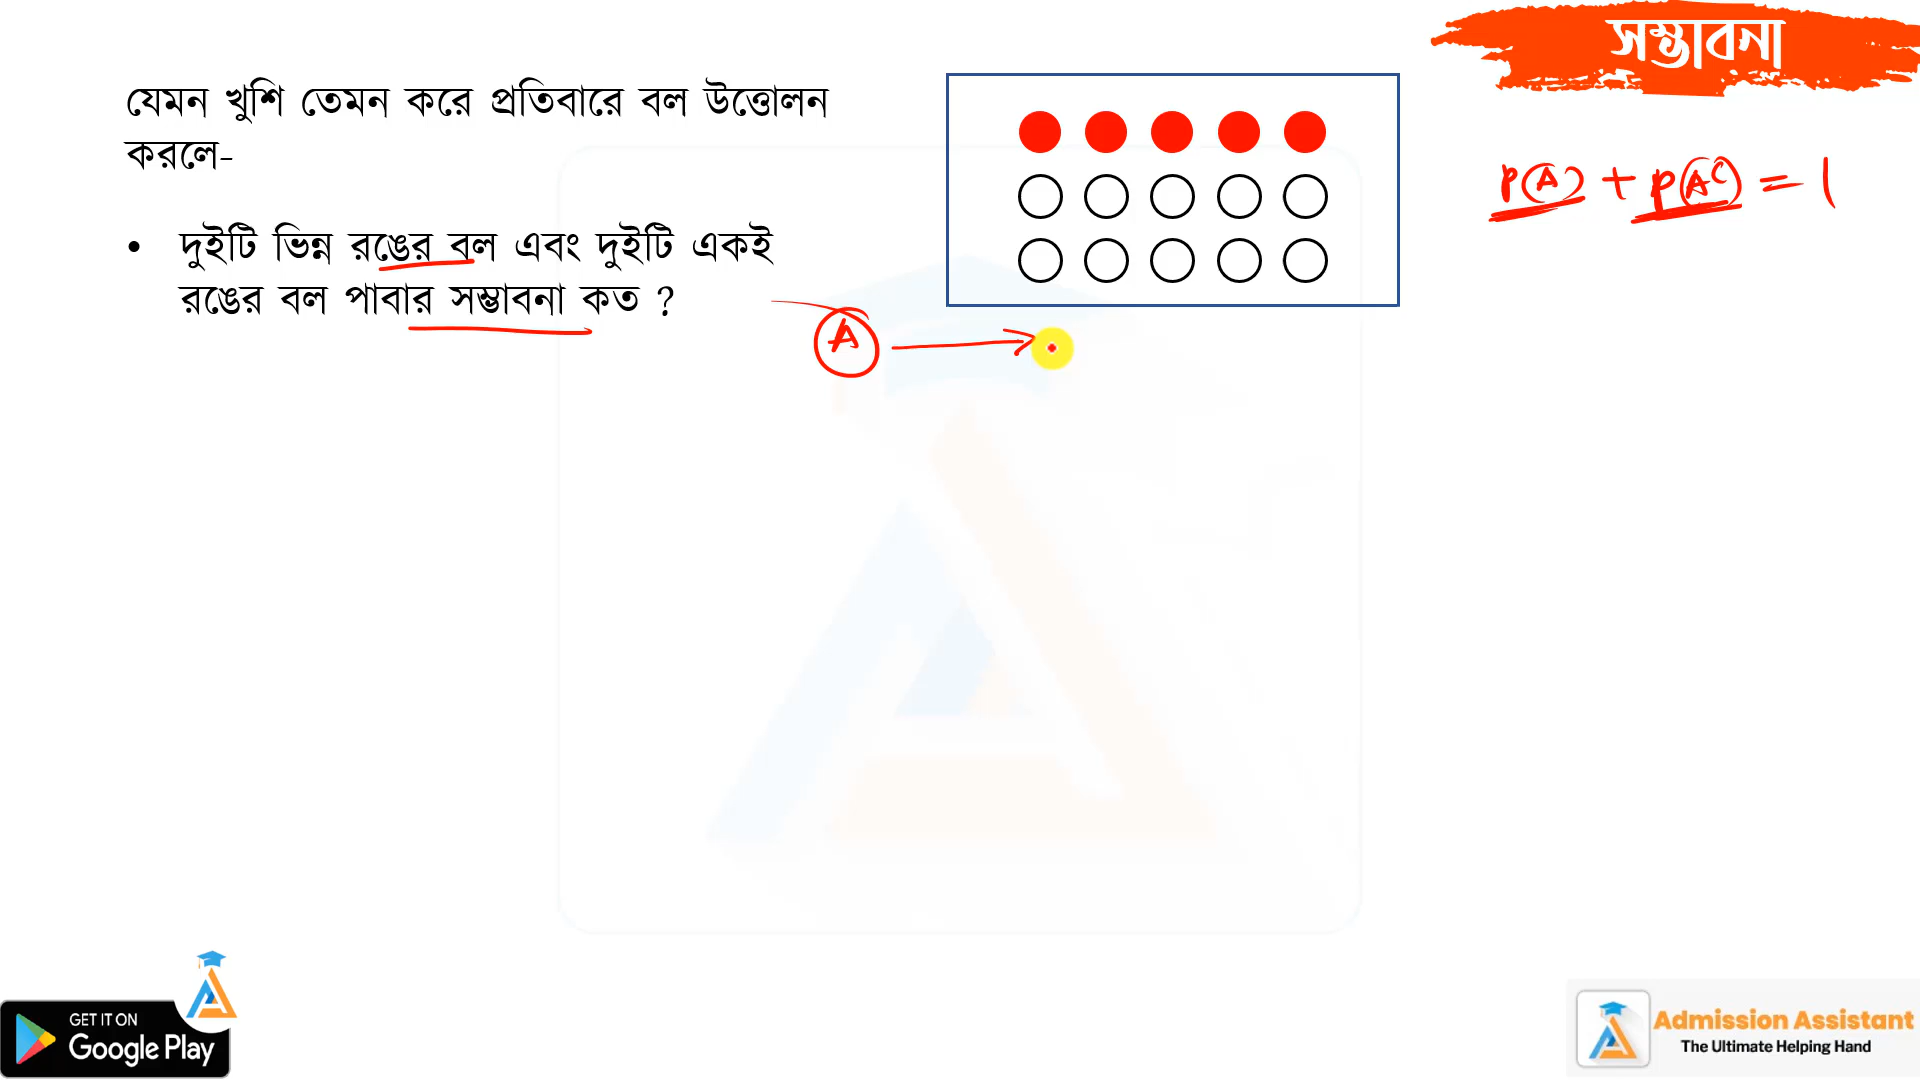 সম্ভাবনা
যেমন খুশি তেমন করে প্রতিবারে বল উত্তোলন
করলে-
• দুইটি ভিন্ন রঙের বল এবং দুইটি একই
রঙের বল পাবার সম্ভাবনা কত ?
P(A) + P(Aᶜ) = 1
A
GET IT ON
Google Play
Admission Assistant
The Ultimate Helping Hand